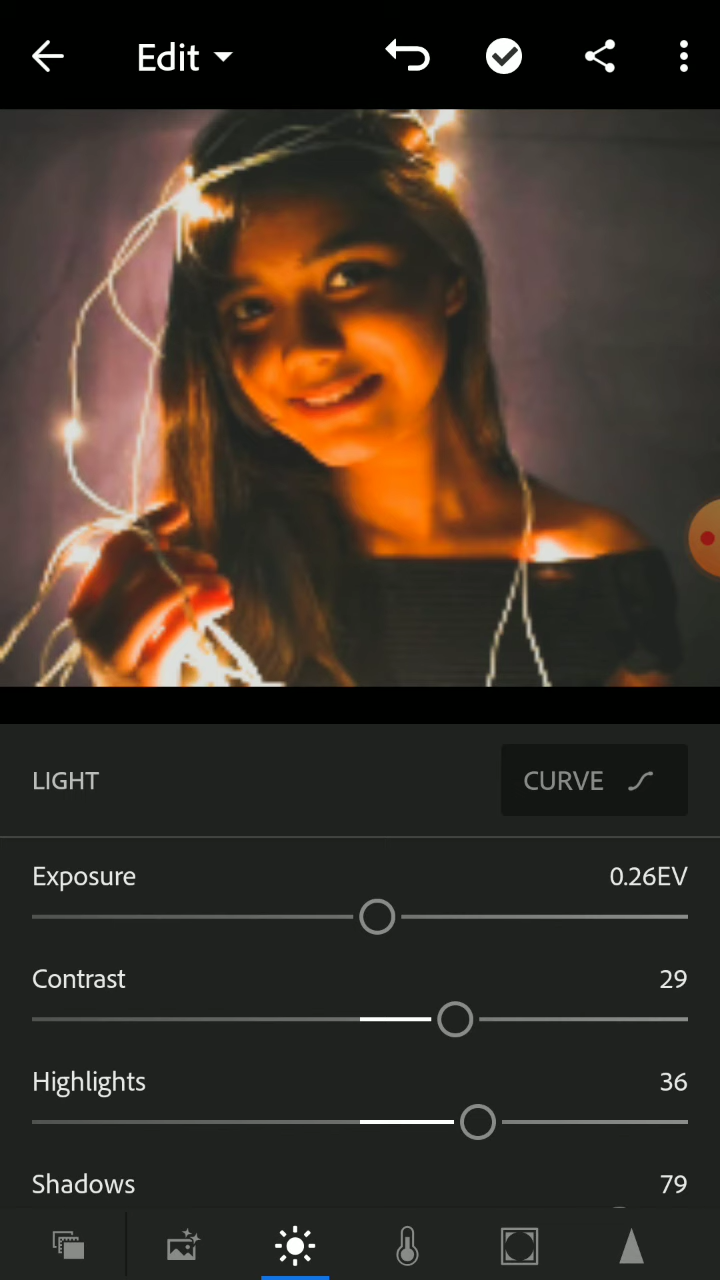 Edit
LIGHT
CURVE
Exposure
0.26EV
Contrast
29
Highlights
36
Shadows
79